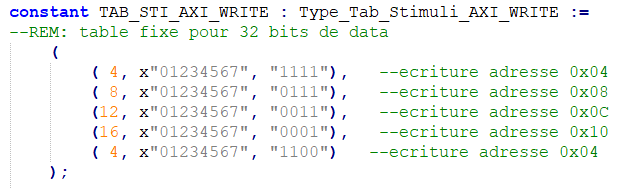 constant TAB_STI_AXI_WRITE : Type_Tab_Stimuli_AXI_WRITE :=
--REM: table fixe pour 32 bits de data
(
( 4, x"01234567", "1111"), --ecriture adresse 0x04
( 8, x"01234567", "0111"), --ecriture adresse 0x08
(12, x"01234567", "0011"), --ecriture adresse 0x0C
(16, x"01234567", "0001"), --ecriture adresse 0x10
( 4, x"01234567", "1100") --ecriture adresse 0x04
);